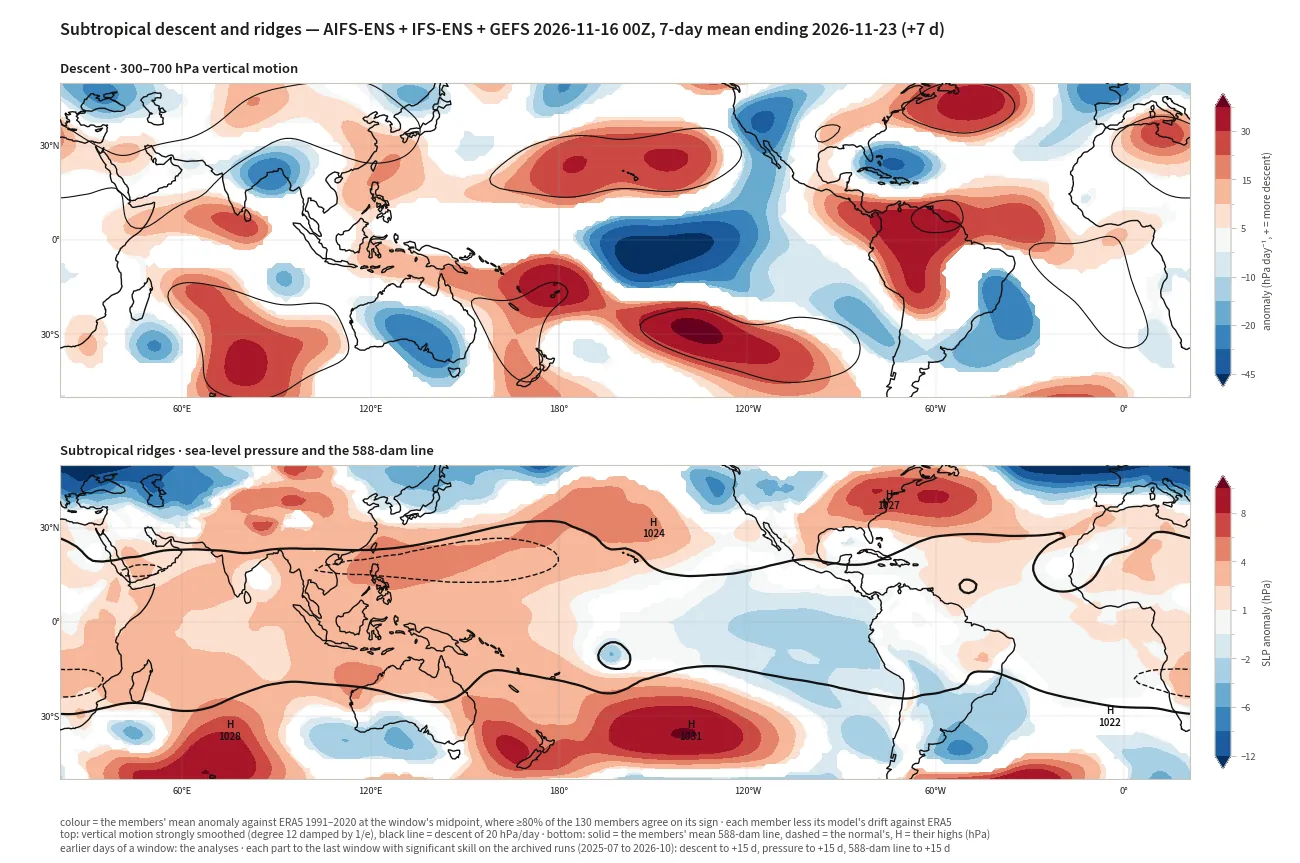 Subtropical descent and ridges — AIFS-ENS + IFS-ENS + GEFS 2026-11-16 00Z, 7-day mean ending 2026-11-23 (+7 d)
Descent · 300–700 hPa vertical motion
30°N
0°
30°S
60°E
120°E
180°
120°W
60°W
0°
30
15
5
−10
−20
−45
anomaly (hPa day⁻¹, + = more descent)
Subtropical ridges · sea-level pressure and the 588-dam line
30°N
0°
30°S
H
1024
H
1027
H
1028
H
1031
H
1022
60°E
120°E
180°
120°W
60°W
0°
8
4
1
−2
−6
−12
SLP anomaly (hPa)
colour = the members' mean anomaly against ERA5 1991–2020 at the window's midpoint, where ≥80% of the 130 members agree on its sign · each member less its model's drift against ERA5
top: vertical motion strongly smoothed (degree 12 damped by 1/e), black line = descent of 20 hPa/day · bottom: solid = the members' mean 588-dam line, dashed = the normal's, H = their highs (hPa)
earlier days of a window: the analyses · each part to the last window with significant skill on the archived runs (2025-07 to 2026-10): descent to +15 d, pressure to +15 d, 588-dam line to +15 d